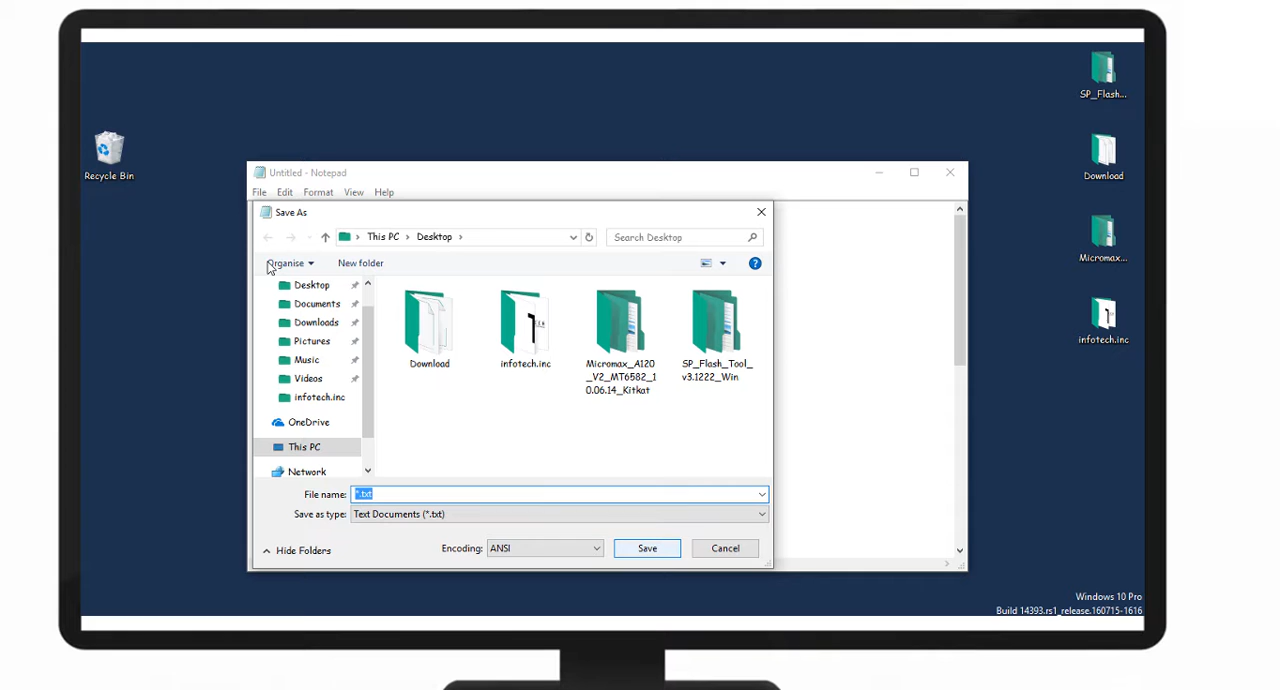 SP_Flash...
Recycle Bin
Download
Micromax...
infotech.inc
Untitled - Notepad
File Edit Format View Help
Save As
This PC Desktop
Search Desktop
Organise New folder
Desktop
Documents
Downloads
Pictures
Music
Videos
infotech.inc
OneDrive
This PC
Network
Download
infotech.inc
Micromax_A120
_V2_MT6582_1
0.06.14_Kitkat
SP_Flash_Tool_
v3.1222_Win
File name: *.txt
Save as type: Text Documents (*.txt)
Hide Folders
Encoding: ANSI Save Cancel
Windows 10 Pro
Build 14393.rs1_release.160715-1616